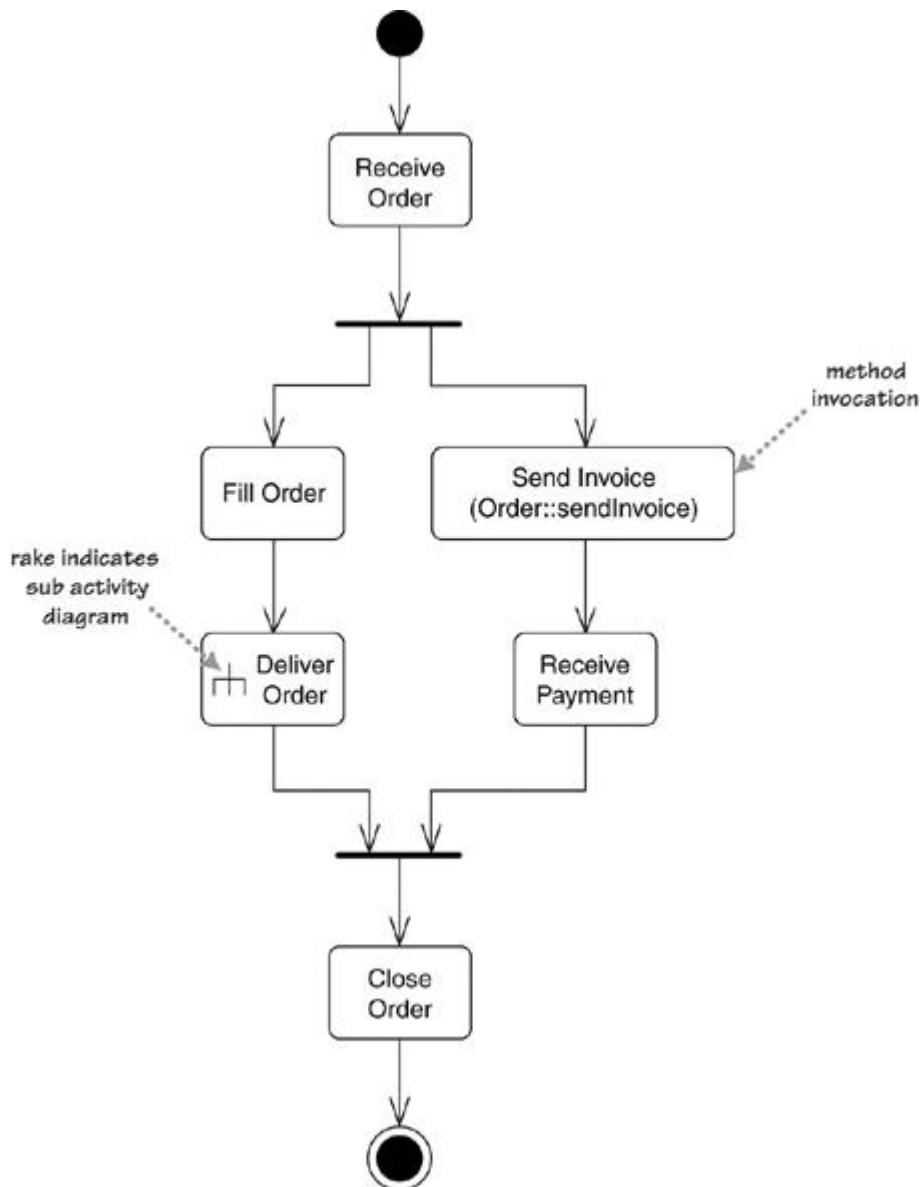 Receive
Order
method
invocation
Fill Order
Send Invoice
(Order::sendInvoice)
rake indicates
sub activity
diagram
Deliver
Order
Receive
Payment
Close
Order